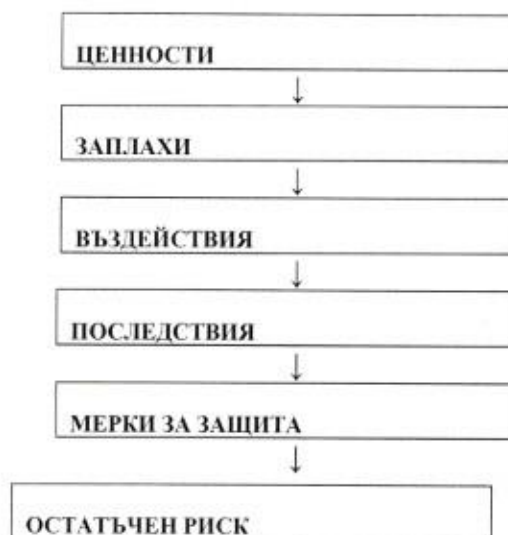 ЦЕННОСТИ
ЗАПЛАХИ
ВЪЗДЕЙСТВИЯ
ПОСЛЕДСТВИЯ
МЕРКИ ЗА ЗАЩИТА
ОСТАТЪЧЕН РИСК